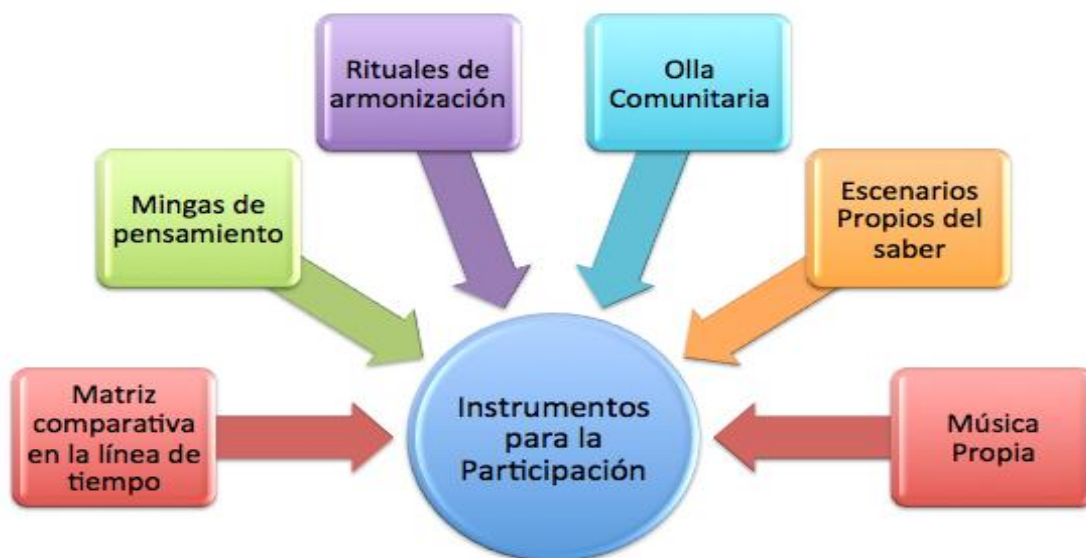 Rituales de
armonización
Olla
Comunitaria
Mingas de
pensamiento
Escenarios
Propios del
saber
Matriz
comparativa
en la línea de
tiempo
Instrumentos
para la
Participación
Música
Propia